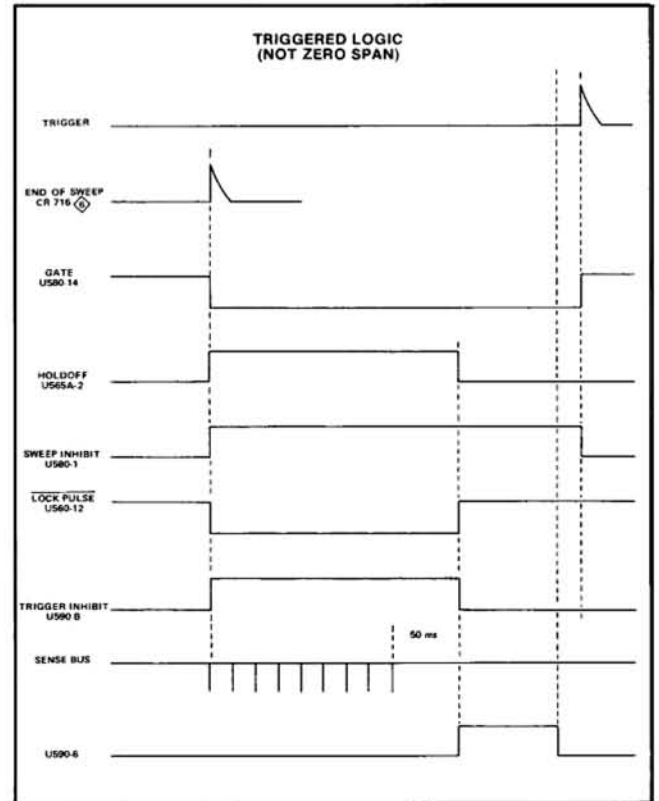 TRIGGERED LOGIC
(NOT ZERO SPAN)
TRIGGER
END OF SWEEP
CR 716 6
GATE
U580-14
HOLDOFF
U565A-2
SWEEP INHIBIT
U580-1
LOCK PULSE
U560-12
TRIGGER INHIBIT
U590 B
50 ms
SENSE BUS
U590-6